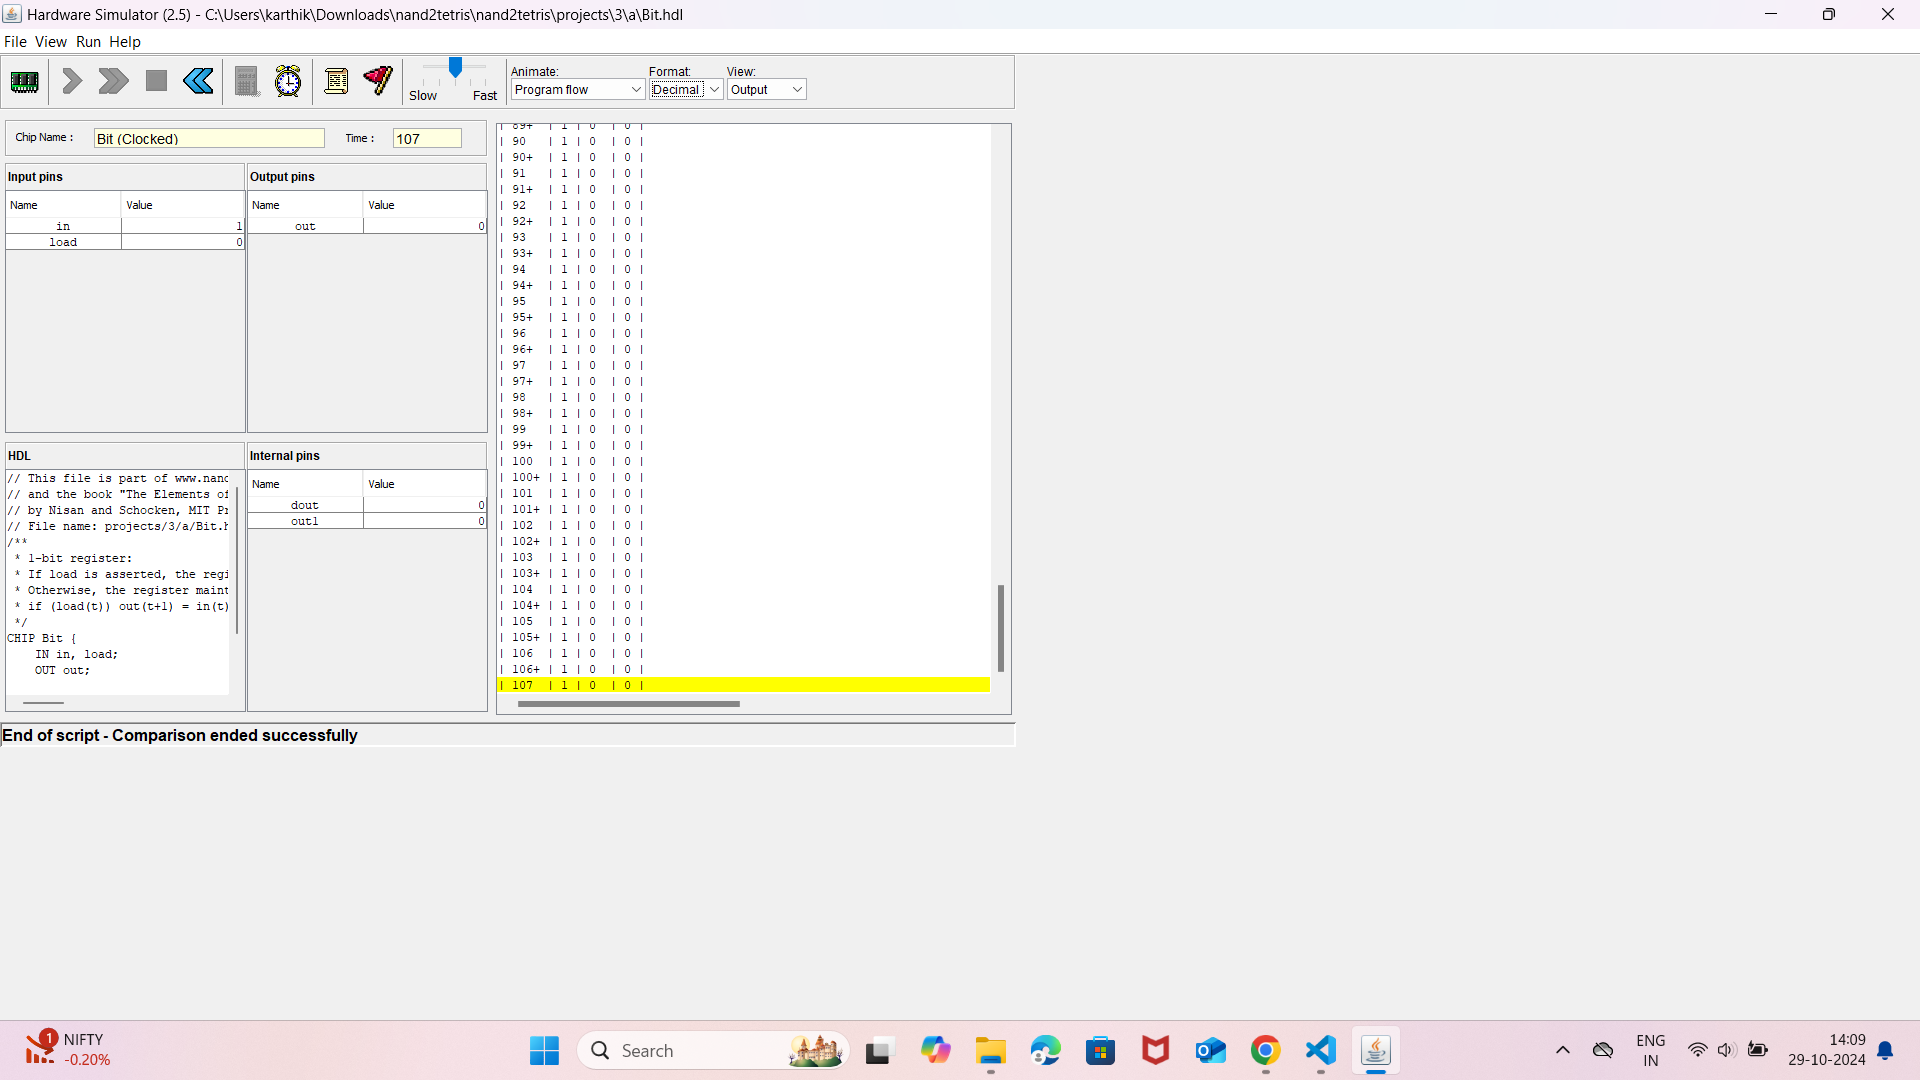 Hardware Simulator (2.5) - C:\Users\karthik\Downloads\nand2tetris\nand2tetris\projects\3\a\Bit.hdl
File View Run Help
Slow Fast
Animate: Format: View:
Program flow Decimal Output
Chip Name : Bit (Clocked) Time : 107
Input pins
Name Value
in 1
load 0
Output pins
Name Value
out 0
HDL
// This file is part of www.nand
// and the book "The Elements of
// by Nisan and Schocken, MIT Pr
// File name: projects/3/a/Bit.h
/**
* 1-bit register:
* If load is asserted, the regi
* Otherwise, the register maint
* if (load(t)) out(t+1) = in(t)
*/
CHIP Bit {
IN in, load;
OUT out;
Internal pins
Name Value
dout 0
out1 0
| 89+ | 1 | 0 | 0 |
| 90 | 1 | 0 | 0 |
| 90+ | 1 | 0 | 0 |
| 91 | 1 | 0 | 0 |
| 91+ | 1 | 0 | 0 |
| 92 | 1 | 0 | 0 |
| 92+ | 1 | 0 | 0 |
| 93 | 1 | 0 | 0 |
| 93+ | 1 | 0 | 0 |
| 94 | 1 | 0 | 0 |
| 94+ | 1 | 0 | 0 |
| 95 | 1 | 0 | 0 |
| 95+ | 1 | 0 | 0 |
| 96 | 1 | 0 | 0 |
| 96+ | 1 | 0 | 0 |
| 97 | 1 | 0 | 0 |
| 97+ | 1 | 0 | 0 |
| 98 | 1 | 0 | 0 |
| 98+ | 1 | 0 | 0 |
| 99 | 1 | 0 | 0 |
| 99+ | 1 | 0 | 0 |
| 100 | 1 | 0 | 0 |
| 100+ | 1 | 0 | 0 |
| 101 | 1 | 0 | 0 |
| 101+ | 1 | 0 | 0 |
| 102 | 1 | 0 | 0 |
| 102+ | 1 | 0 | 0 |
| 103 | 1 | 0 | 0 |
| 103+ | 1 | 0 | 0 |
| 104 | 1 | 0 | 0 |
| 104+ | 1 | 0 | 0 |
| 105 | 1 | 0 | 0 |
| 105+ | 1 | 0 | 0 |
| 106 | 1 | 0 | 0 |
| 106+ | 1 | 0 | 0 |
| 107 | 1 | 0 | 0 |
End of script - Comparison ended successfully
1
NIFTY
-0.20%
Search
ENG
IN
14:09
29-10-2024